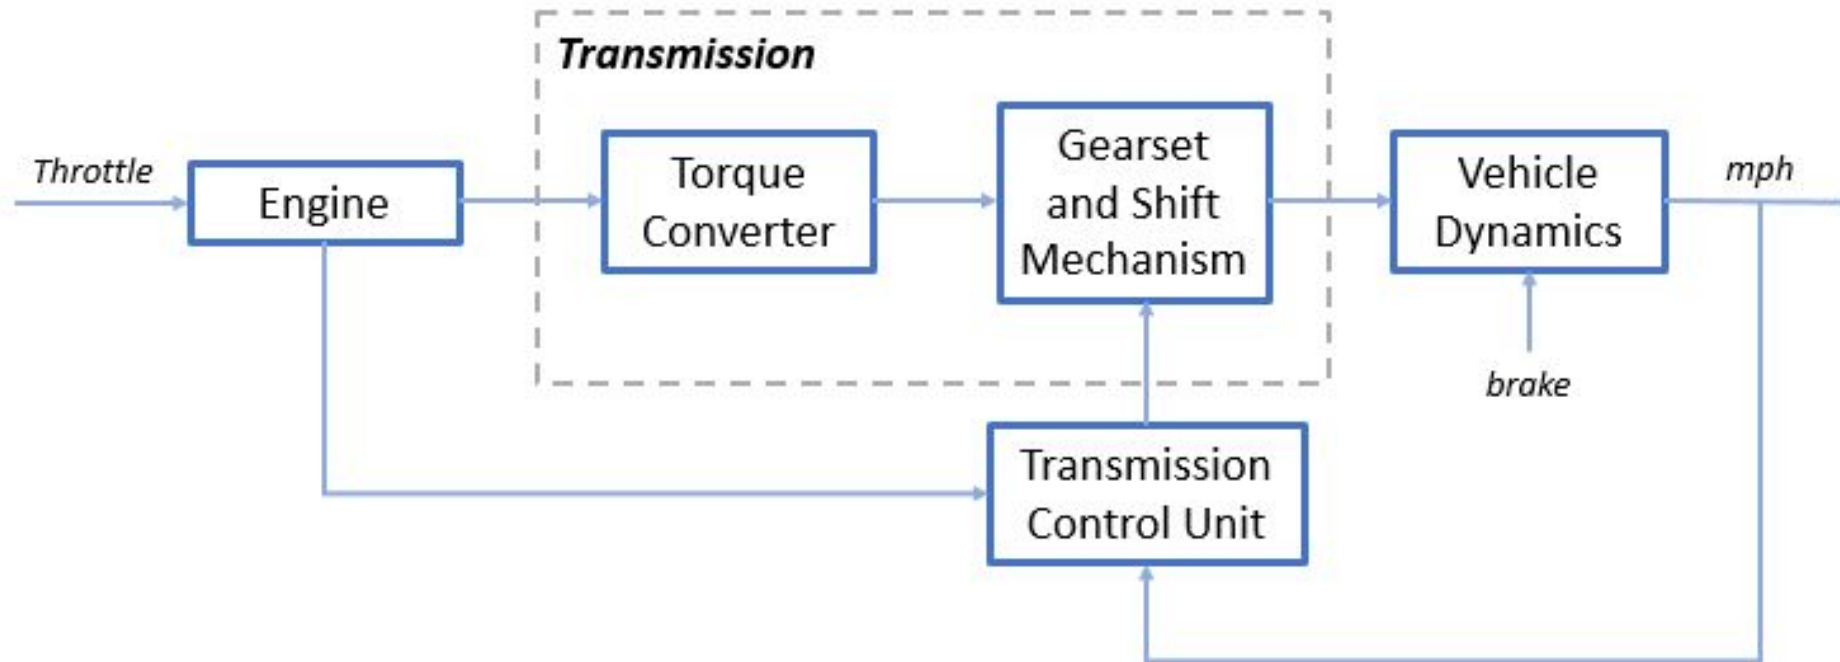 Transmission
Throttle
Engine
Torque
Converter
Gearset
and Shift
Mechanism
Vehicle
Dynamics
mph
brake
Transmission
Control Unit